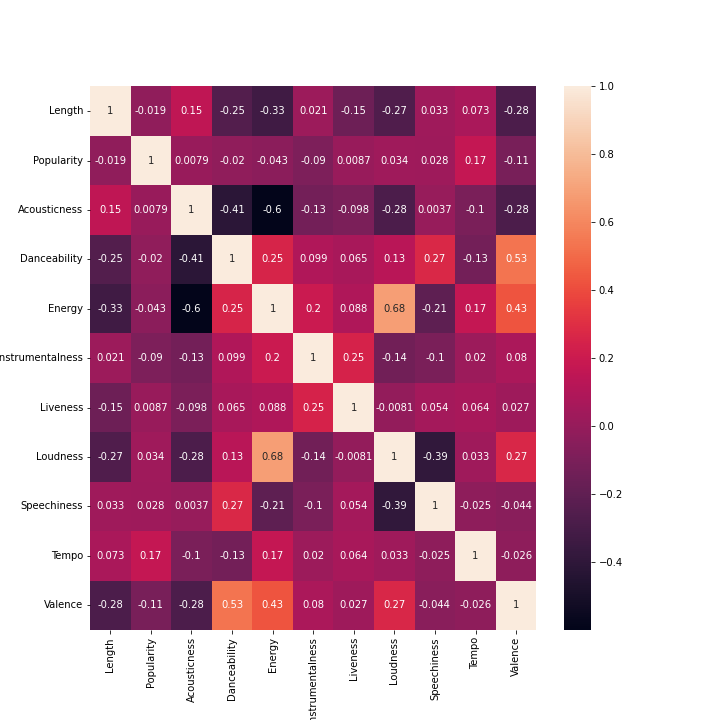 Length 1 -0.019 0.15 -0.25 -0.33 0.021 -0.15 -0.27 0.033 0.073 -0.28
Popularity -0.019 1 0.0079 -0.02 -0.043 -0.09 0.0087 0.034 0.028 0.17 -0.11
Acousticness 0.15 0.0079 1 -0.41 -0.6 -0.13 -0.098 -0.28 0.0037 -0.1 -0.28
Danceability -0.25 -0.02 -0.41 1 0.25 0.099 0.065 0.13 0.27 -0.13 0.53
Energy -0.33 -0.043 -0.6 0.25 1 0.2 0.088 0.68 -0.21 0.17 0.43
nstrumentalness 0.021 -0.09 -0.13 0.099 0.2 1 0.25 -0.14 -0.1 0.02 0.08
Liveness -0.15 0.0087 -0.098 0.065 0.088 0.25 1 -0.0081 0.054 0.064 0.027
Loudness -0.27 0.034 -0.28 0.13 0.68 -0.14 -0.0081 1 -0.39 0.033 0.27
Speechiness 0.033 0.028 0.0037 0.27 -0.21 -0.1 0.054 -0.39 1 -0.025 -0.044
Tempo 0.073 0.17 -0.1 -0.13 0.17 0.02 0.064 0.033 -0.025 1 -0.026
Valence -0.28 -0.11 -0.28 0.53 0.43 0.08 0.027 0.27 -0.044 -0.026 1
Length
Popularity
Acousticness
Danceability
Energy
nstrumentalness
Liveness
Loudness
Speechiness
Tempo
Valence
1.0
0.8
0.6
0.4
0.2
0.0
−0.2
−0.4